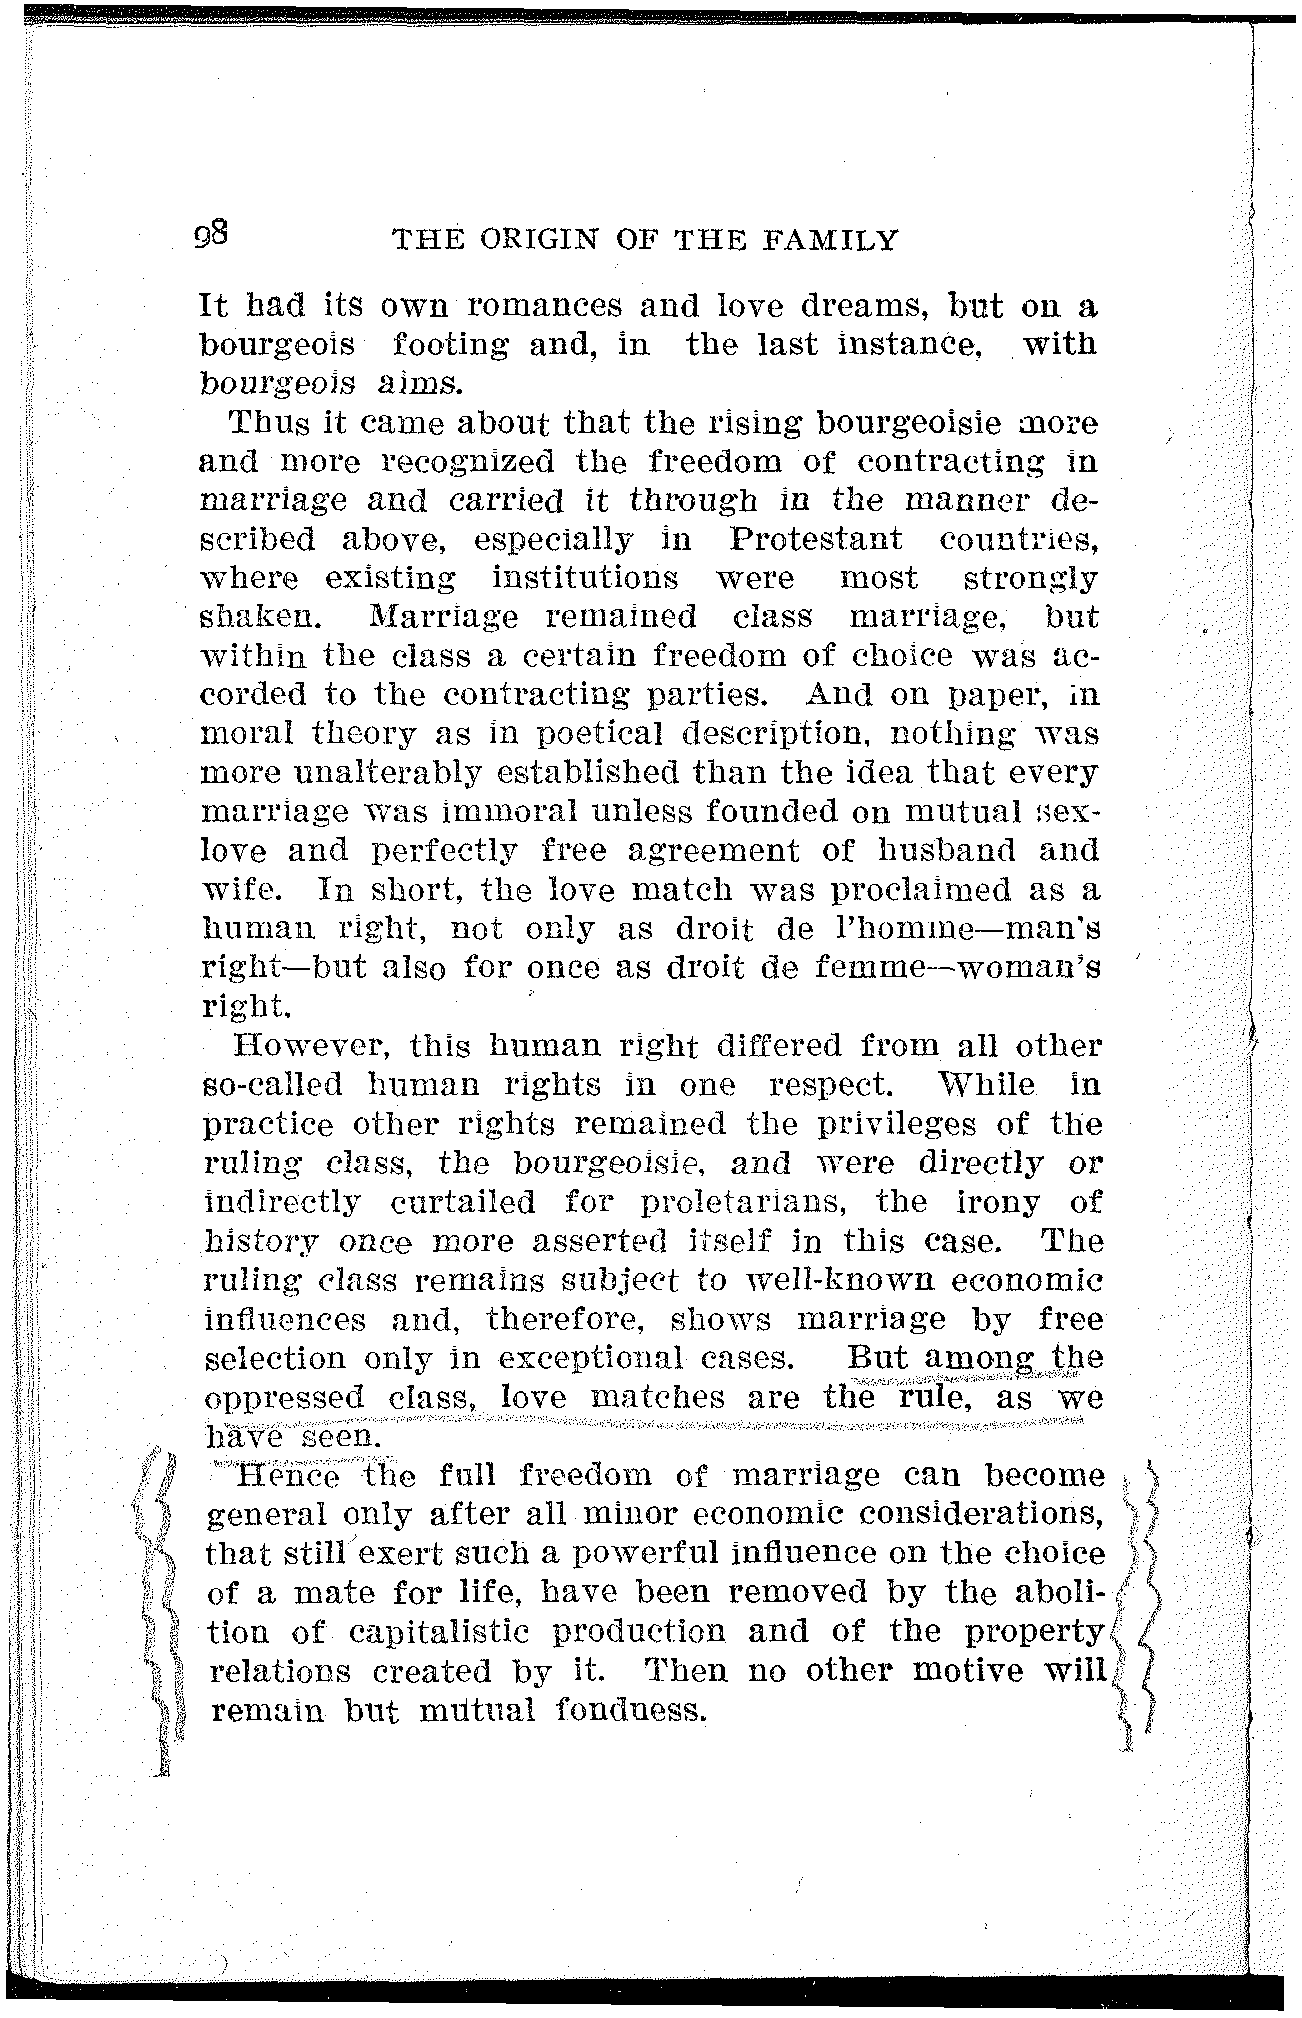 98 THE ORIGIN OF THE FAMILY
It had its own romances and love dreams, but on a
bourgeois footing and, in the last instance, with
bourgeois aims.
Thus it came about that the rising bourgeoisie more
and more recognized the freedom of contracting in
marriage and carried it through in the manner de-
scribed above, especially in Protestant countries,
where existing institutions were most strongly
shaken. Marriage remained class marriage, but
within the class a certain freedom of choice was ac-
corded to the contracting parties. And on paper, in
moral theory as in poetical description, nothing was
more unalterably established than the idea that every
marriage was immoral unless founded on mutual sex-
love and perfectly free agreement of husband and
wife. In short, the love match was proclaimed as a
human right, not only as droit de l'homme—man's
right—but also for once as droit de femme—woman's
right.
However, this human right differed from all other
so-called human rights in one respect. While in
practice other rights remained the privileges of the
ruling class, the bourgeoisie, and were directly or
indirectly curtailed for proletarians, the irony of
history once more asserted itself in this case. The
ruling class remains subject to well-known economic
influences and, therefore, shows marriage by free
selection only in exceptional cases. But among the
oppressed class, love matches are the rule, as we
have seen.
Hence the full freedom of marriage can become
general only after all minor economic considerations,
that still exert such a powerful influence on the choice
of a mate for life, have been removed by the aboli-
tion of capitalistic production and of the property
relations created by it. Then no other motive will
remain but mutual fondness.